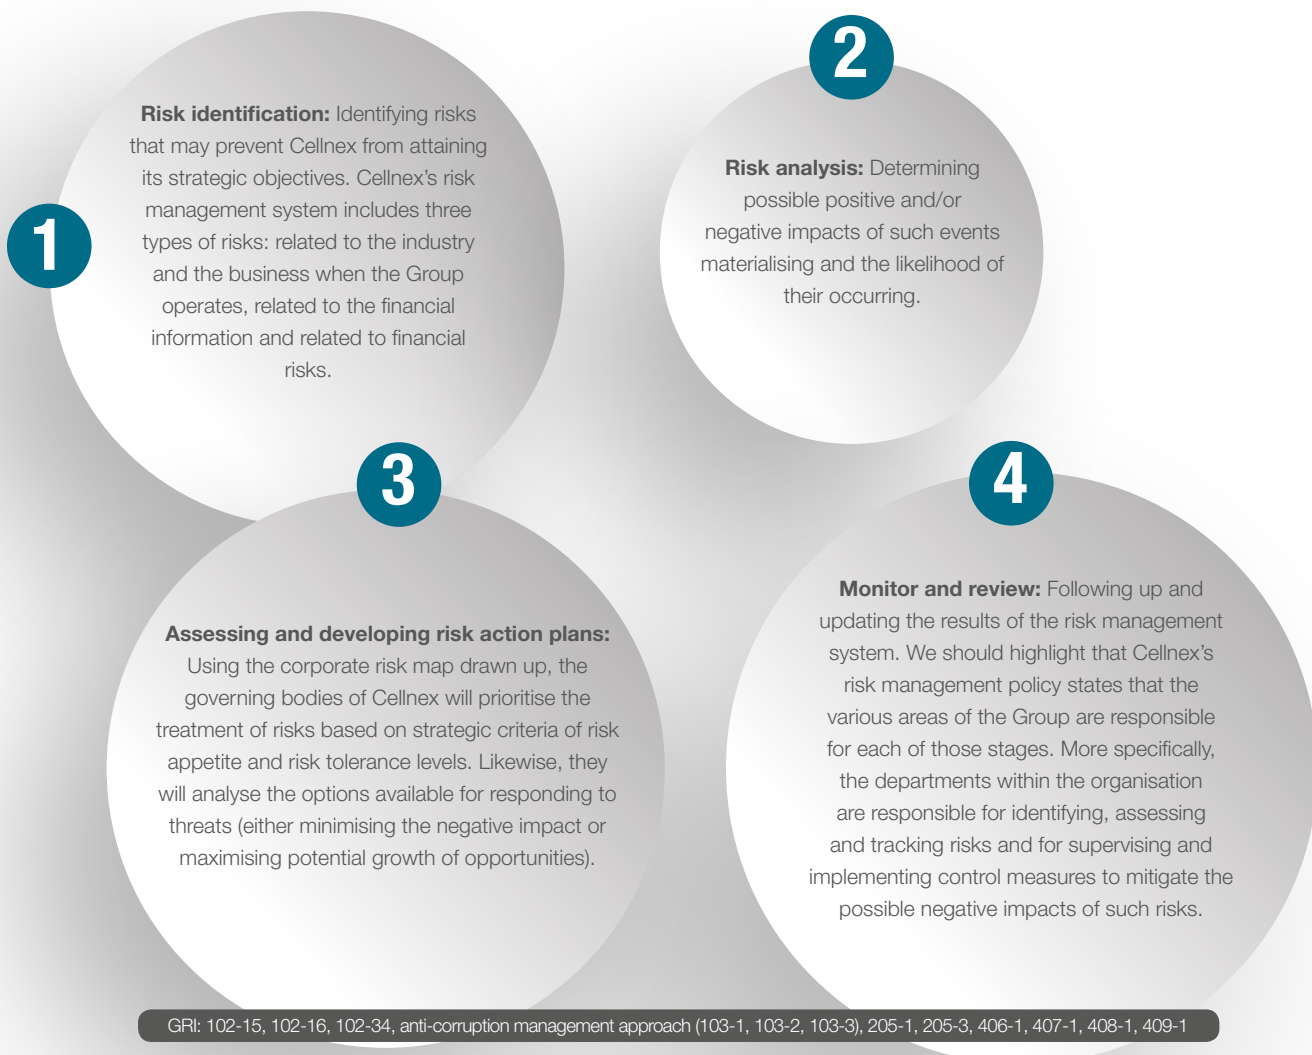 1
Risk identification: Identifying risks
that may prevent Cellnex from attaining
its strategic objectives. Cellnex's risk
management system includes three
types of risks: related to the industry
and the business when the Group
operates, related to the financial
information and related to financial
risks.
2
Risk analysis: Determining
possible positive and/or
negative impacts of such events
materialising and the likelihood of
their occurring.
3
Assessing and developing risk action plans:
Using the corporate risk map drawn up, the
governing bodies of Cellnex will prioritise the
treatment of risks based on strategic criteria of risk
appetite and risk tolerance levels. Likewise, they
will analyse the options available for responding to
threats (either minimising the negative impact or
maximising potential growth of opportunities).
4
Monitor and review: Following up and
updating the results of the risk management
system. We should highlight that Cellnex's
risk management policy states that the
various areas of the Group are responsible
for each of those stages. More specifically,
the departments within the organisation
are responsible for identifying, assessing
and tracking risks and for supervising and
implementing control measures to mitigate the
possible negative impacts of such risks.
GRI: 102-15, 102-16, 102-34, anti-corruption management approach (103-1, 103-2, 103-3), 205-1, 205-3, 406-1, 407-1, 408-1, 409-1